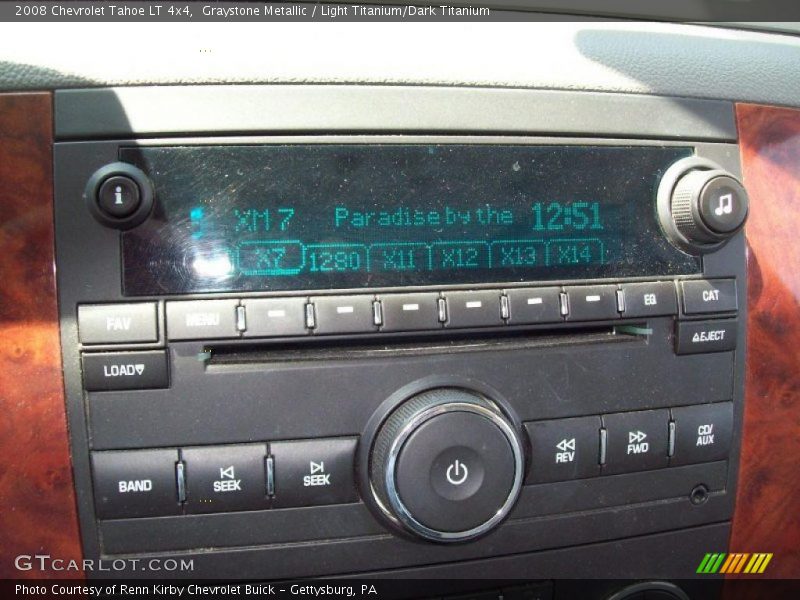 2008 Chevrolet Tahoe LT 4x4, Graystone Metallic / Light Titanium/Dark Titanium
i
XM 7 Paradise by the 12:51
X7 1280 X11 X12 X13 X14
FAV MENU EQ CAT
LOAD EJECT
BAND SEEK SEEK REV FWD CD/AUX
GTCARLOT.COM
Photo Courtesy of Renn Kirby Chevrolet Buick - Gettysburg, PA